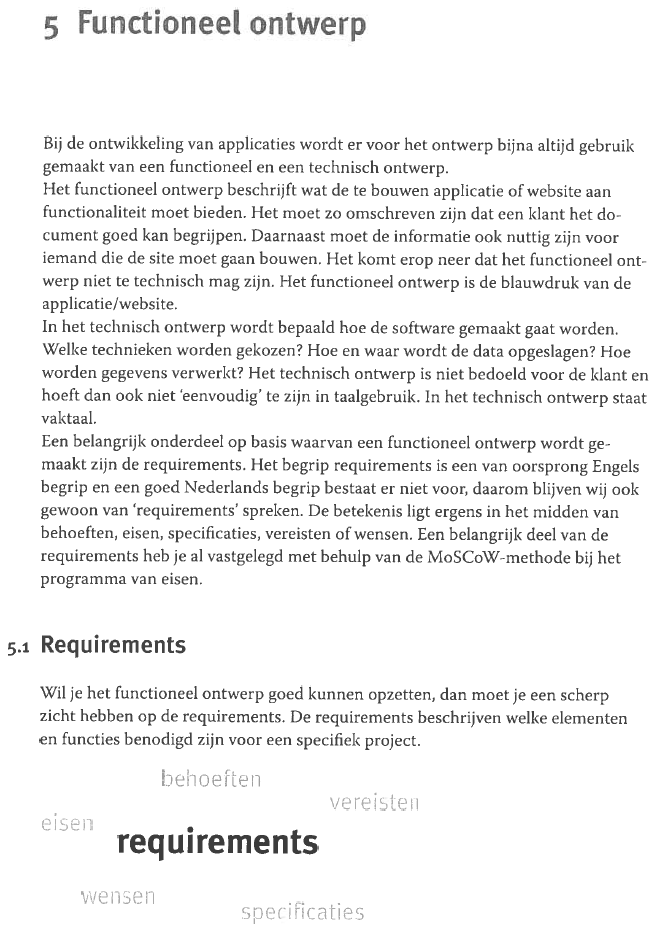 5 Functioneel ontwerp
Bij de ontwikkeling van applicaties wordt er voor het ontwerp bijna altijd gebruik
gemaakt van een functioneel en een technisch ontwerp.
Het functioneel ontwerp beschrijft wat de te bouwen applicatie of website aan
functionaliteit moet bieden. Het moet zo omschreven zijn dat een klant het do-
cument goed kan begrijpen. Daarnaast moet de informatie ook nuttig zijn voor
iemand die de site moet gaan bouwen. Het komt erop neer dat het functioneel ont-
werp niet te technisch mag zijn. Het functioneel ontwerp is de blauwdruk van de
applicatie/website.
In het technisch ontwerp wordt bepaald hoe de software gemaakt gaat worden.
Welke technieken worden gekozen? Hoe en waar wordt de data opgeslagen? Hoe
worden gegevens verwerkt? Het technisch ontwerp is niet bedoeld voor de klant en
hoeft dan ook niet ‘eenvoudig’ te zijn in taalgebruik. In het technisch ontwerp staat
vaktaal.
Een belangrijk onderdeel op basis waarvan een functioneel ontwerp wordt ge-
maakt zijn de requirements. Het begrip requirements is een van oorsprong Engels
begrip en een goed Nederlands begrip bestaat er niet voor, daarom blijven wij ook
gewoon van ‘requirements’ spreken. De betekenis ligt ergens in het midden van
behoeften, eisen, specificaties, vereisten of wensen. Een belangrijk deel van de
requirements heb je al vastgelegd met behulp van de MoSCoW-methode bij het
programma van eisen.
5.1 Requirements
Wil je het functioneel ontwerp goed kunnen opzetten, dan moet je een scherp
zicht hebben op de requirements. De requirements beschrijven welke elementen
en functies benodigd zijn voor een specifiek project.
behoeften
vereisten
eisen
requirements
wensen
specificaties